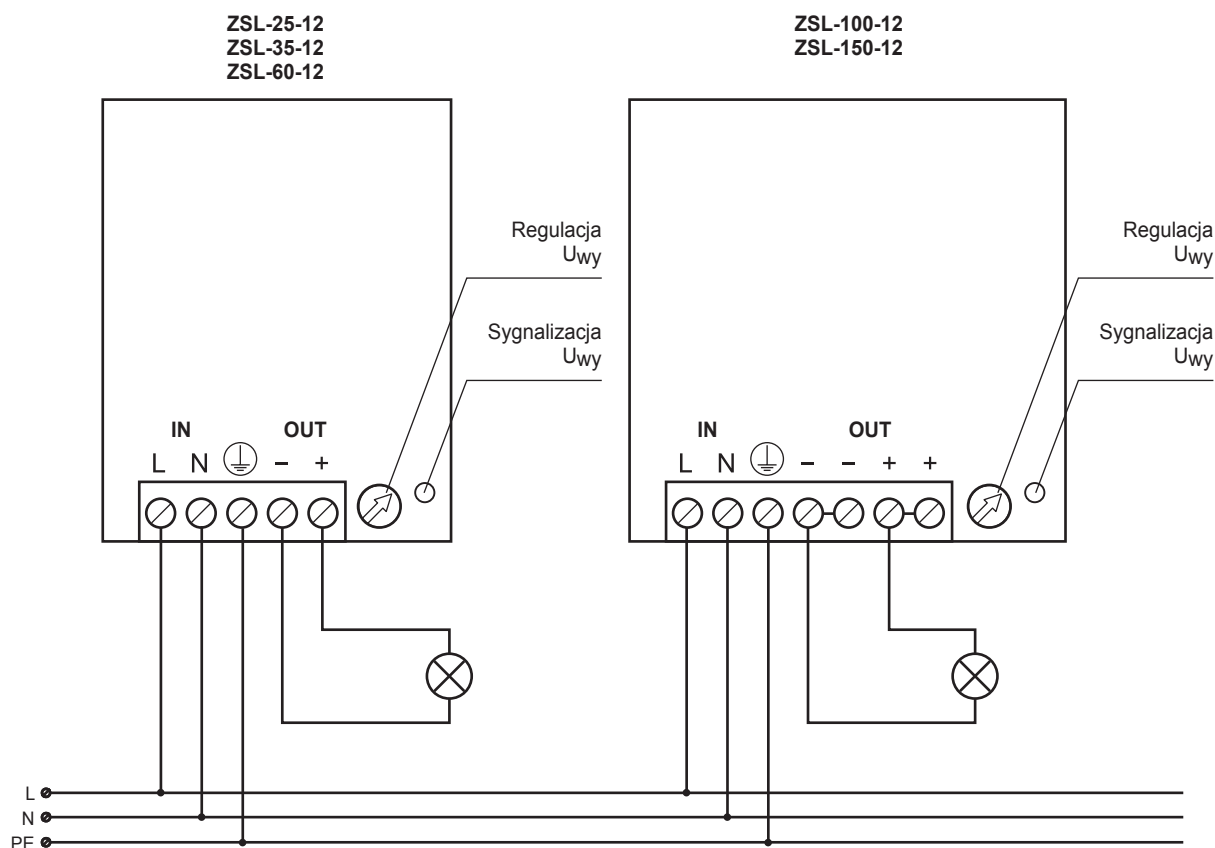 ZSL-25-12
ZSL-35-12
ZSL-60-12
ZSL-100-12
ZSL-150-12
Regulacja
Uwy
Sygnalizacja
Uwy
Regulacja
Uwy
Sygnalizacja
Uwy
IN OUT
L N – +
IN OUT
L N – – + +
L
N
PE